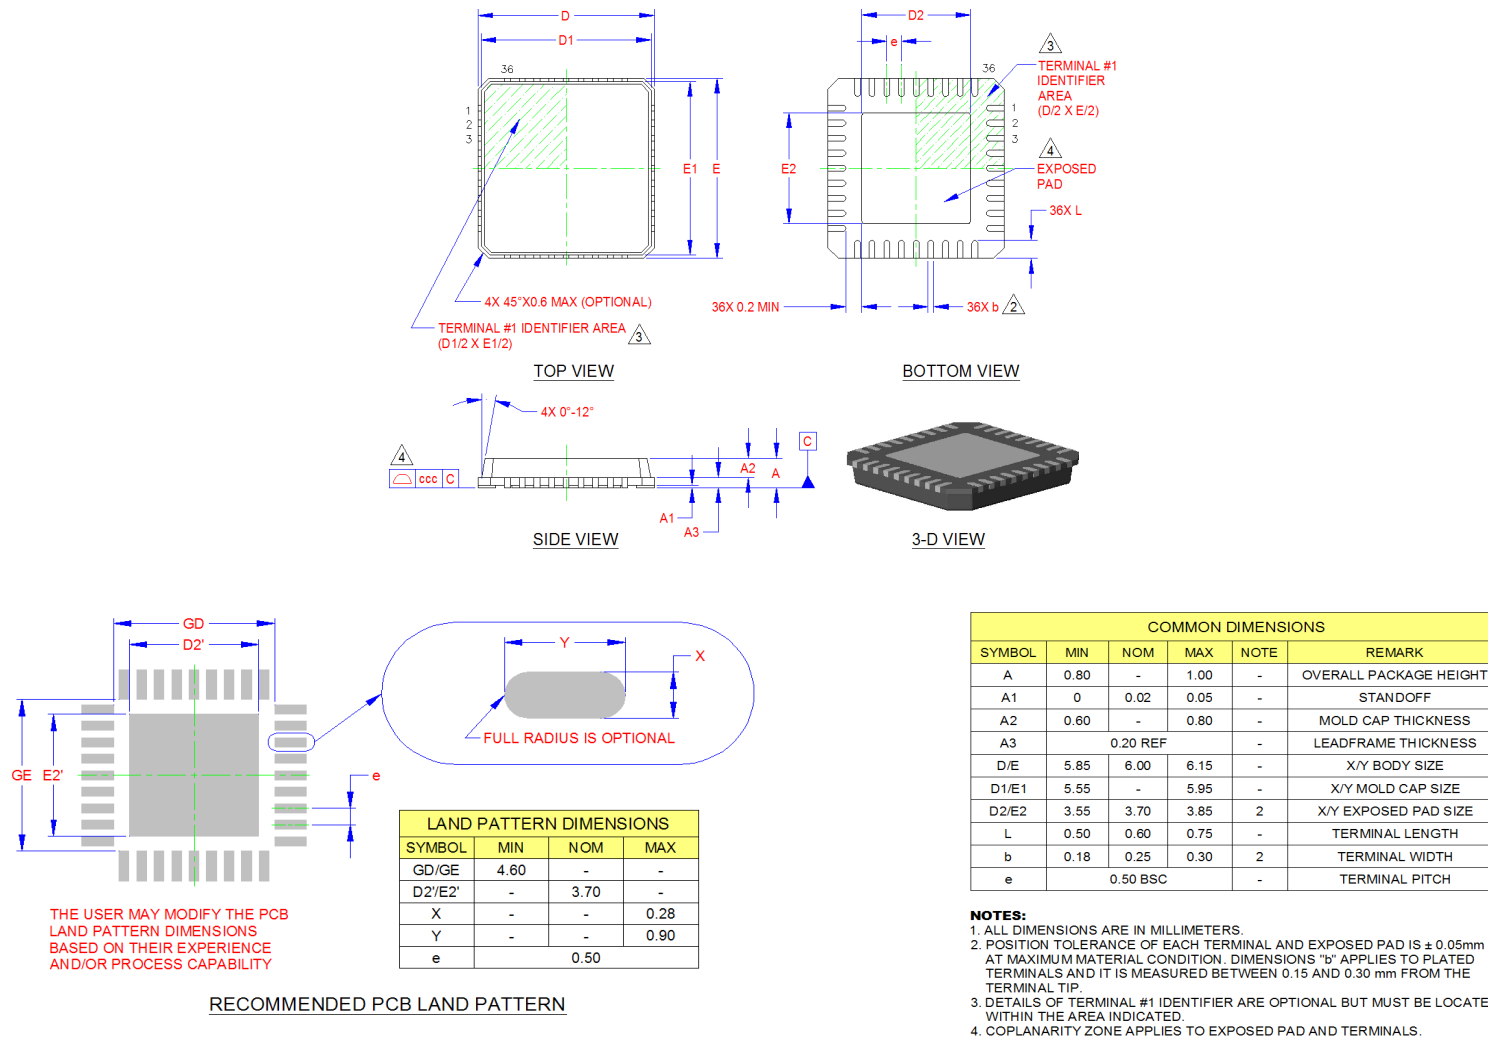 D
D1
36
1
2
3
E1
E
4X 45°X0.6 MAX (OPTIONAL)
TERMINAL #1 IDENTIFIER AREA
(D1/2 X E1/2)
3
TOP VIEW
D2
e
3
36
TERMINAL #1
IDENTIFIER
AREA
(D/2 X E/2)
1
2
3
4
EXPOSED
PAD
E2
36X L
36X 0.2 MIN
36X b
2
BOTTOM VIEW
4X 0°-12°
4
ccc C
C
A2
A
A1
A3
SIDE VIEW
3-D VIEW
GD
D2'
GE
E2'
e
Y
X
FULL RADIUS IS OPTIONAL
THE USER MAY MODIFY THE PCB
LAND PATTERN DIMENSIONS
BASED ON THEIR EXPERIENCE
AND/OR PROCESS CAPABILITY
LAND PATTERN DIMENSIONS
SYMBOL MIN NOM MAX
GD/GE 4.60 - -
D2'/E2' - 3.70 -
X - - 0.28
Y - - 0.90
e 0.50
RECOMMENDED PCB LAND PATTERN
COMMON DIMENSIONS
SYMBOL MIN NOM MAX NOTE REMARK
A 0.80 - 1.00 - OVERALL PACKAGE HEIGHT
A1 0 0.02 0.05 - STANDOFF
A2 0.60 - 0.80 - MOLD CAP THICKNESS
A3 0.20 REF - LEADFRAME THICKNESS
D/E 5.85 6.00 6.15 - X/Y BODY SIZE
D1/E1 5.55 - 5.95 - X/Y MOLD CAP SIZE
D2/E2 3.55 3.70 3.85 2 X/Y EXPOSED PAD SIZE
L 0.50 0.60 0.75 - TERMINAL LENGTH
b 0.18 0.25 0.30 2 TERMINAL WIDTH
e 0.50 BSC - TERMINAL PITCH
NOTES:
1. ALL DIMENSIONS ARE IN MILLIMETERS.
2. POSITION TOLERANCE OF EACH TERMINAL AND EXPOSED PAD IS ± 0.05mm
AT MAXIMUM MATERIAL CONDITION. DIMENSIONS "b" APPLIES TO PLATED
TERMINALS AND IT IS MEASURED BETWEEN 0.15 AND 0.30 mm FROM THE
TERMINAL TIP.
3. DETAILS OF TERMINAL #1 IDENTIFIER ARE OPTIONAL BUT MUST BE LOCATE
WITHIN THE AREA INDICATED.
4. COPLANARITY ZONE APPLIES TO EXPOSED PAD AND TERMINALS.